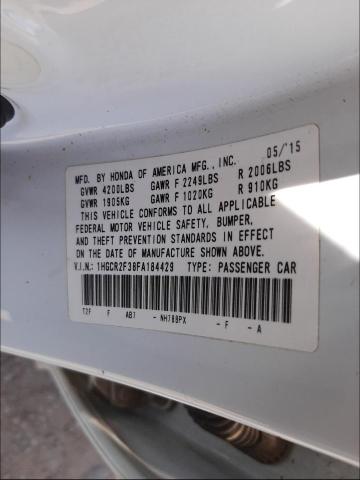 MFD. BY HONDA OF AMERICA MFG., INC. 05/'15
GVWR 4200LBS GAWR F 2249LBS R 2006LBS
GVWR 1905KG GAWR F 1020KG R 910KG
THIS VEHICLE CONFORMS TO ALL APPLICABLE
FEDERAL MOTOR VEHICLE SAFETY, BUMPER,
AND THEFT PREVENTION STANDARDS IN EFFECT
ON THE DATE OF MANUFACTURE SHOWN ABOVE.
V.I.N.: 1HGCR2F38FA184429 TYPE: PASSENGER CAR
T2F F AB7 -NH788PX -F -A